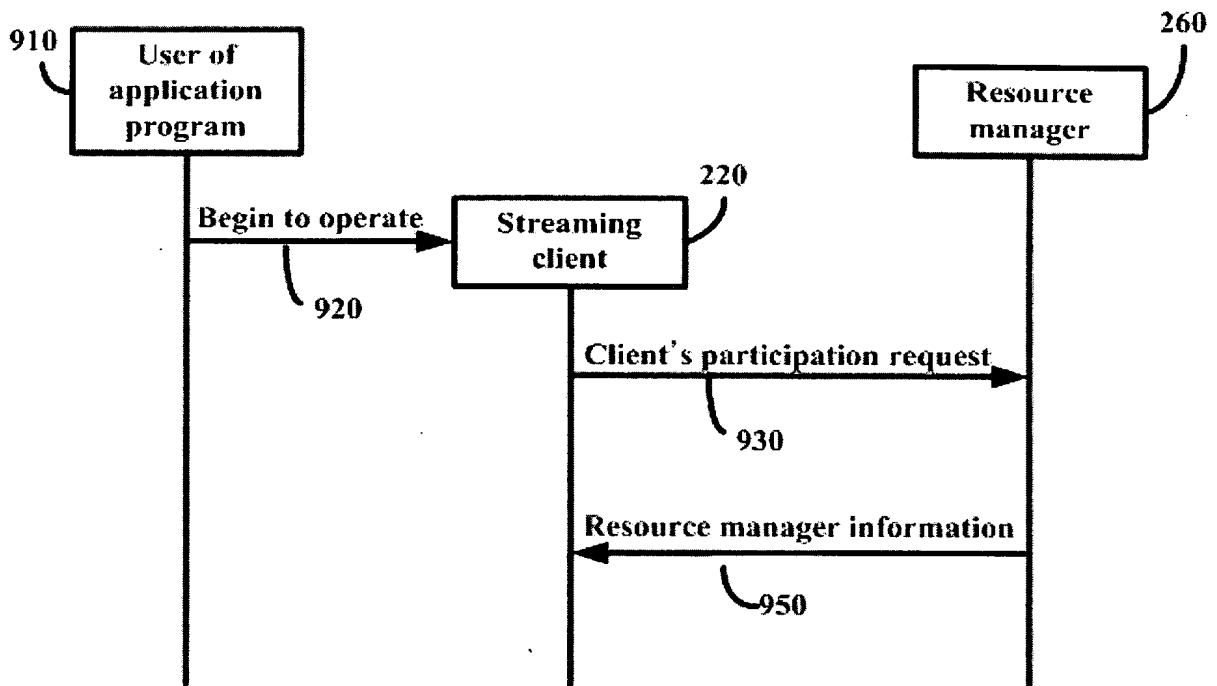 910
User of
application
program
260
Resource
manager
220
Begin to operate
Streaming
client
920
Client's participation request
930
Resource manager information
950